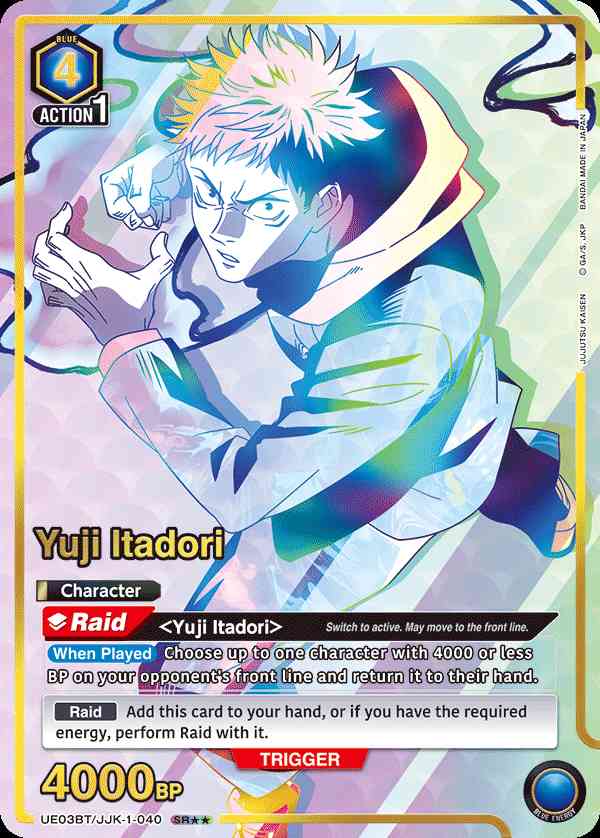 BLUE
4
ACTION 1
JUJUTSU KAISEN © GA/S, JKP BANDAI MADE IN JAPAN
Yuji Itadori
Character
Raid <Yuji Itadori> Switch to active. May move to the front line.
When Played Choose up to one character with 4000 or less
BP on your opponent's front line and return it to their hand.
Raid Add this card to your hand, or if you have the required
energy, perform Raid with it.
TRIGGER
4000BP
UE03BT/JJK-1-040 SR★★
BLUE ENERGY